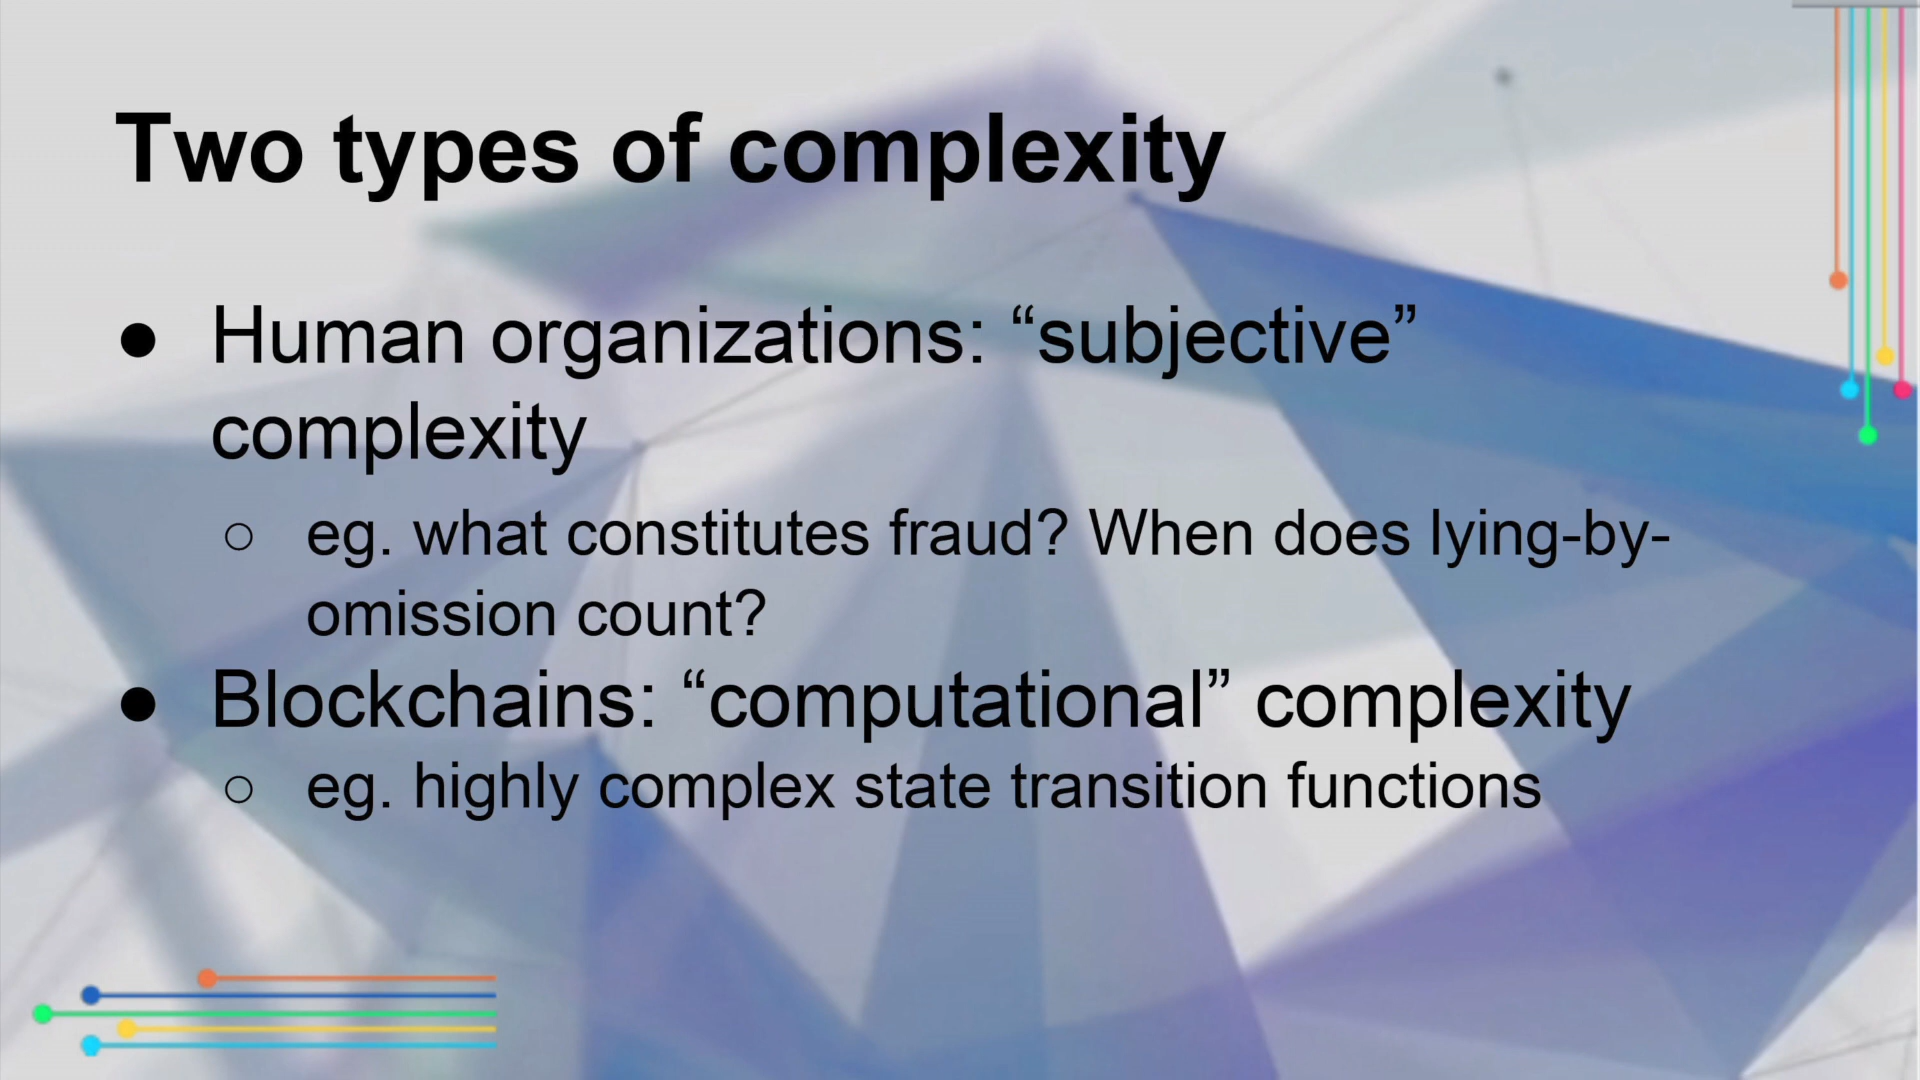 Two types of complexity
● Human organizations: “subjective”
complexity
○ eg. what constitutes fraud? When does lying-by-
omission count?
● Blockchains: “computational” complexity
○ eg. highly complex state transition functions